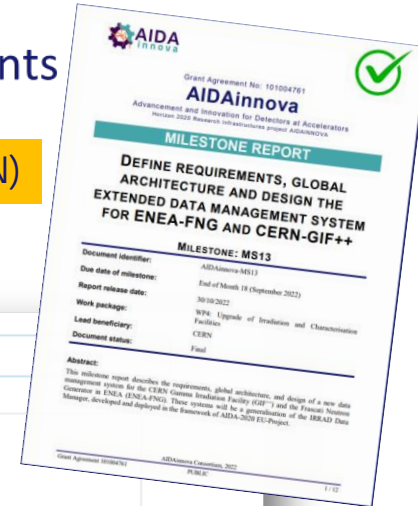 ents
N)
AIDA
innova
Grant Agreement No: 101004761
AIDAinnova
Advancement and Innovation for Detectors at Accelerators
Horizon 2020 Research Infrastructures project AIDAINNOVA
MILESTONE REPORT
DEFINE REQUIREMENTS, GLOBAL
ARCHITECTURE AND DESIGN THE
EXTENDED DATA MANAGEMENT SYSTEM
FOR ENEA-FNG AND CERN-GIF++
MILESTONE: MS13
Document identifier: AIDAinnova-MS13
Due date of milestone: End of Month 18 (September 2022)
Report release date: 30/10/2022
Work package: WP4: Upgrade of Irradiation and Characterisation
Facilities
Lead beneficiary: CERN
Document status: Final
Abstract:
This milestone report describes the requirements, global architecture, and design of a new data
management system for the CERN Gamma Irradiation Facility (GIF++) and the Frascati Neutron
Generator in ENEA (ENEA-FNG). These systems will be a generalisation of the IRRAD Data
Manager, developed and deployed in the framework of AIDA-2020 EU-Project.
AIDAinnova Consortium, 2022
Grant Agreement 101004761 PUBLIC 1 / 12